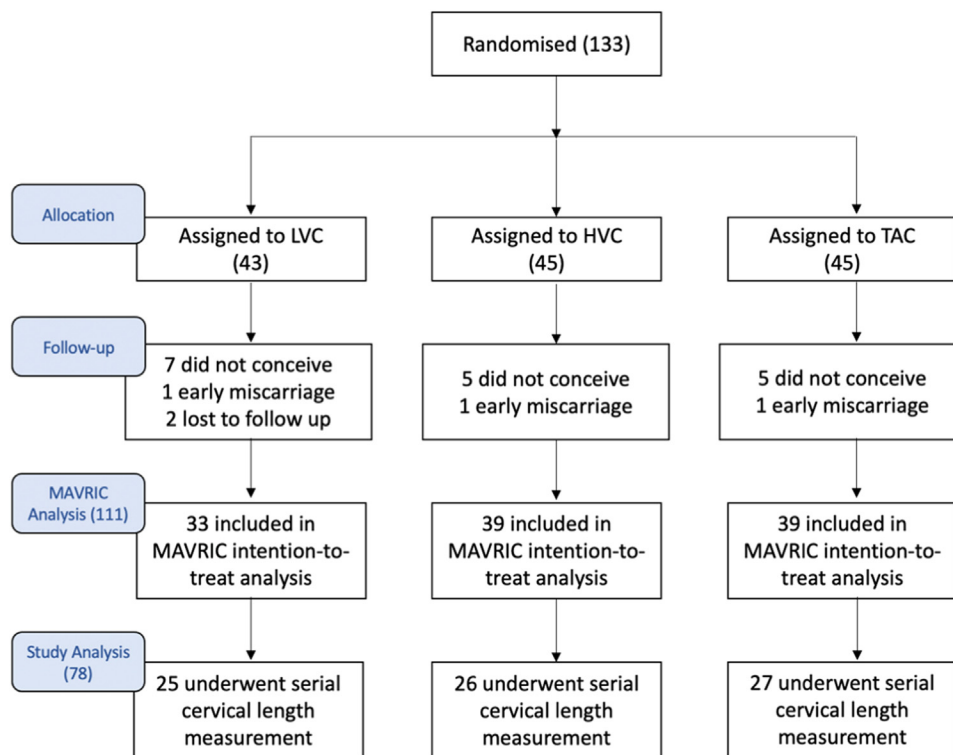 Randomised (133)
Allocation
Assigned to LVC
(43)
Assigned to HVC
(45)
Assigned to TAC
(45)
Follow-up
7 did not conceive
1 early miscarriage
2 lost to follow up
5 did not conceive
1 early miscarriage
5 did not conceive
1 early miscarriage
MAVRIC
Analysis (111)
33 included in
MAVRIC intention-to-
treat analysis
39 included in
MAVRIC intention-to-
treat analysis
39 included in
MAVRIC intention-to-
treat analysis
Study Analysis
(78)
25 underwent serial
cervical length
measurement
26 underwent serial
cervical length
measurement
27 underwent serial
cervical length
measurement